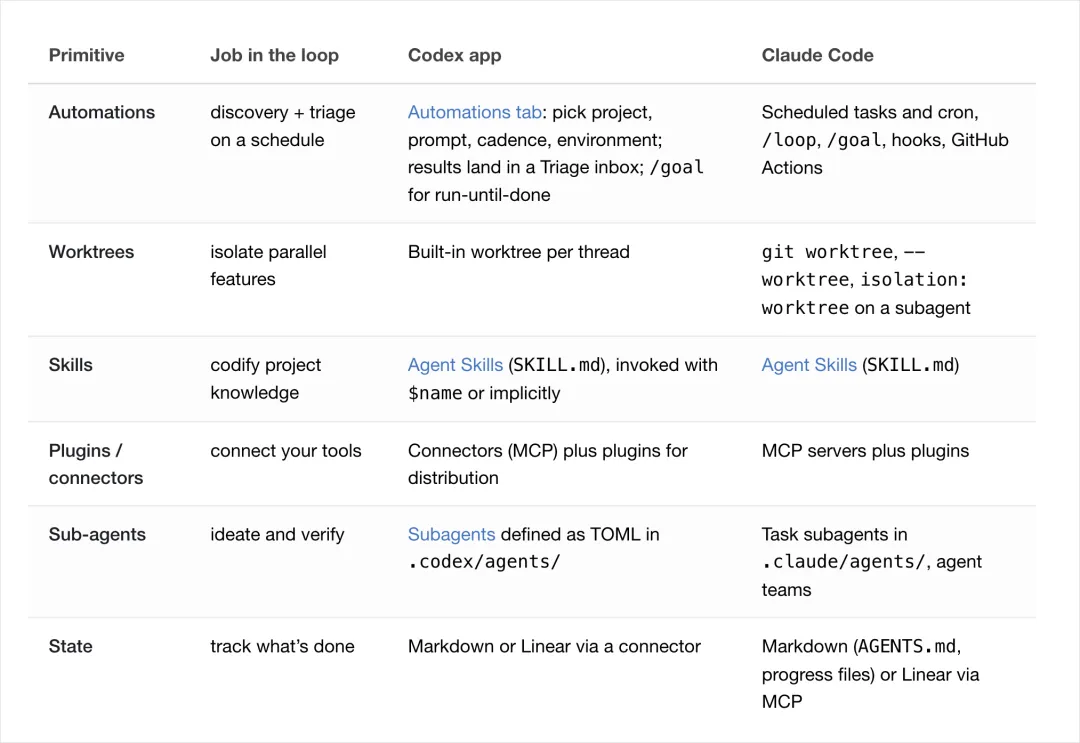 Primitive Job in the loop Codex app Claude Code
Automations discovery + triage Automations tab: pick project, Scheduled tasks and cron,
on a schedule prompt, cadence, environment; /loop, /goal, hooks, GitHub
results land in a Triage inbox; /goal Actions
for run-until-done
Worktrees isolate parallel Built-in worktree per thread git worktree, --
features worktree, isolation:
worktree on a subagent
Skills codify project Agent Skills (SKILL.md), invoked with Agent Skills (SKILL.md)
knowledge $name or implicitly
Plugins / connect your tools Connectors (MCP) plus plugins for MCP servers plus plugins
connectors distribution
Sub-agents ideate and verify Subagents defined as TOML in Task subagents in
.codex/agents/ .claude/agents/, agent
teams
State track what’s done Markdown or Linear via a connector Markdown (AGENTS.md,
progress files) or Linear via
MCP